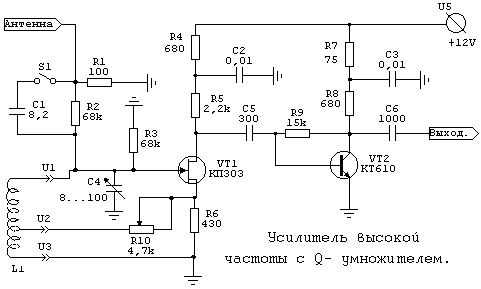 Антенна
U5
+12V
R4
680
R7
75
S1
R1
100
C2
0,01
C3
0,01
C1
8,2
R2
68k
R5
2,2k
R8
680
C5
300
R9
15k
C6
1000
Выход.
R3
68k
U1
VT1
КП303
VT2
КТ610
C4
8...100
U2
R10
4,7k
R6
430
U3
L1
Усилитель высокой
частоты с Q- умножителем.